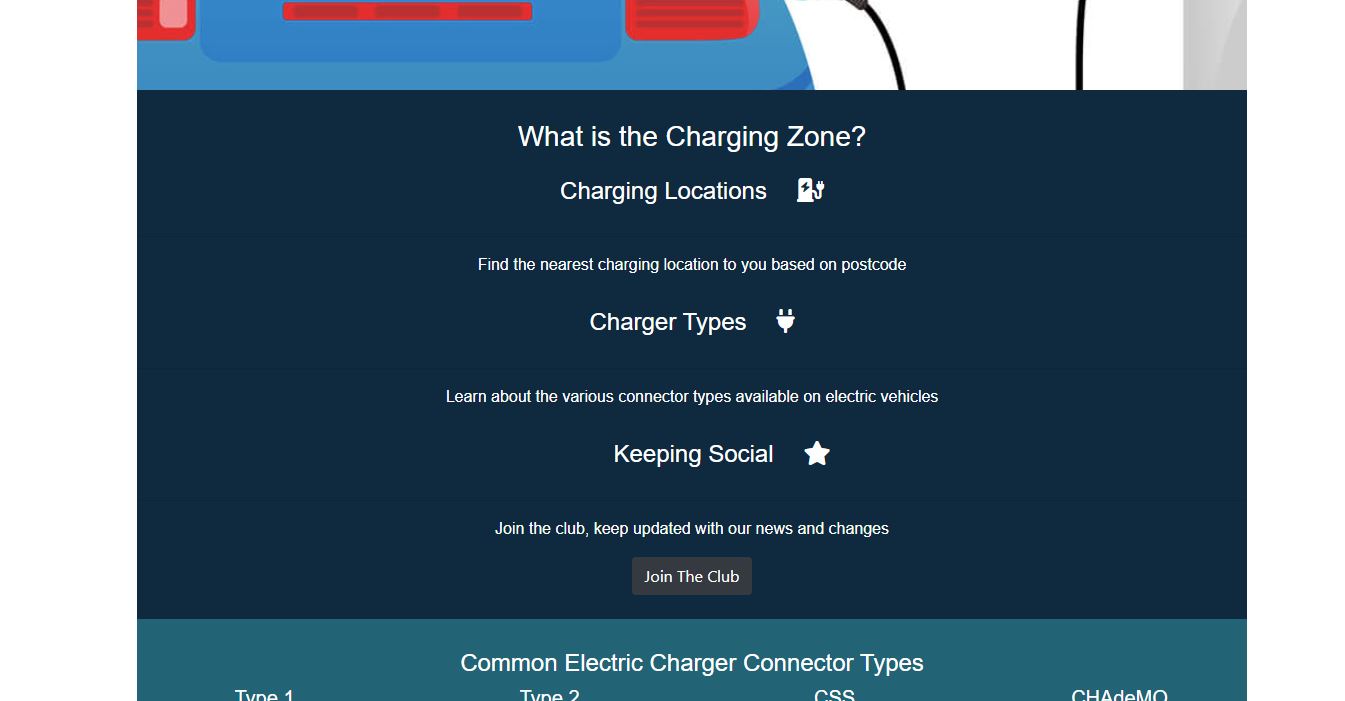 What is the Charging Zone?
Charging Locations
Find the nearest charging location to you based on postcode
Charger Types
Learn about the various connector types available on electric vehicles
Keeping Social
Join the club, keep updated with our news and changes
Join The Club
Common Electric Charger Connector Types
Type 1 Type 2 CSS CHAdeMO